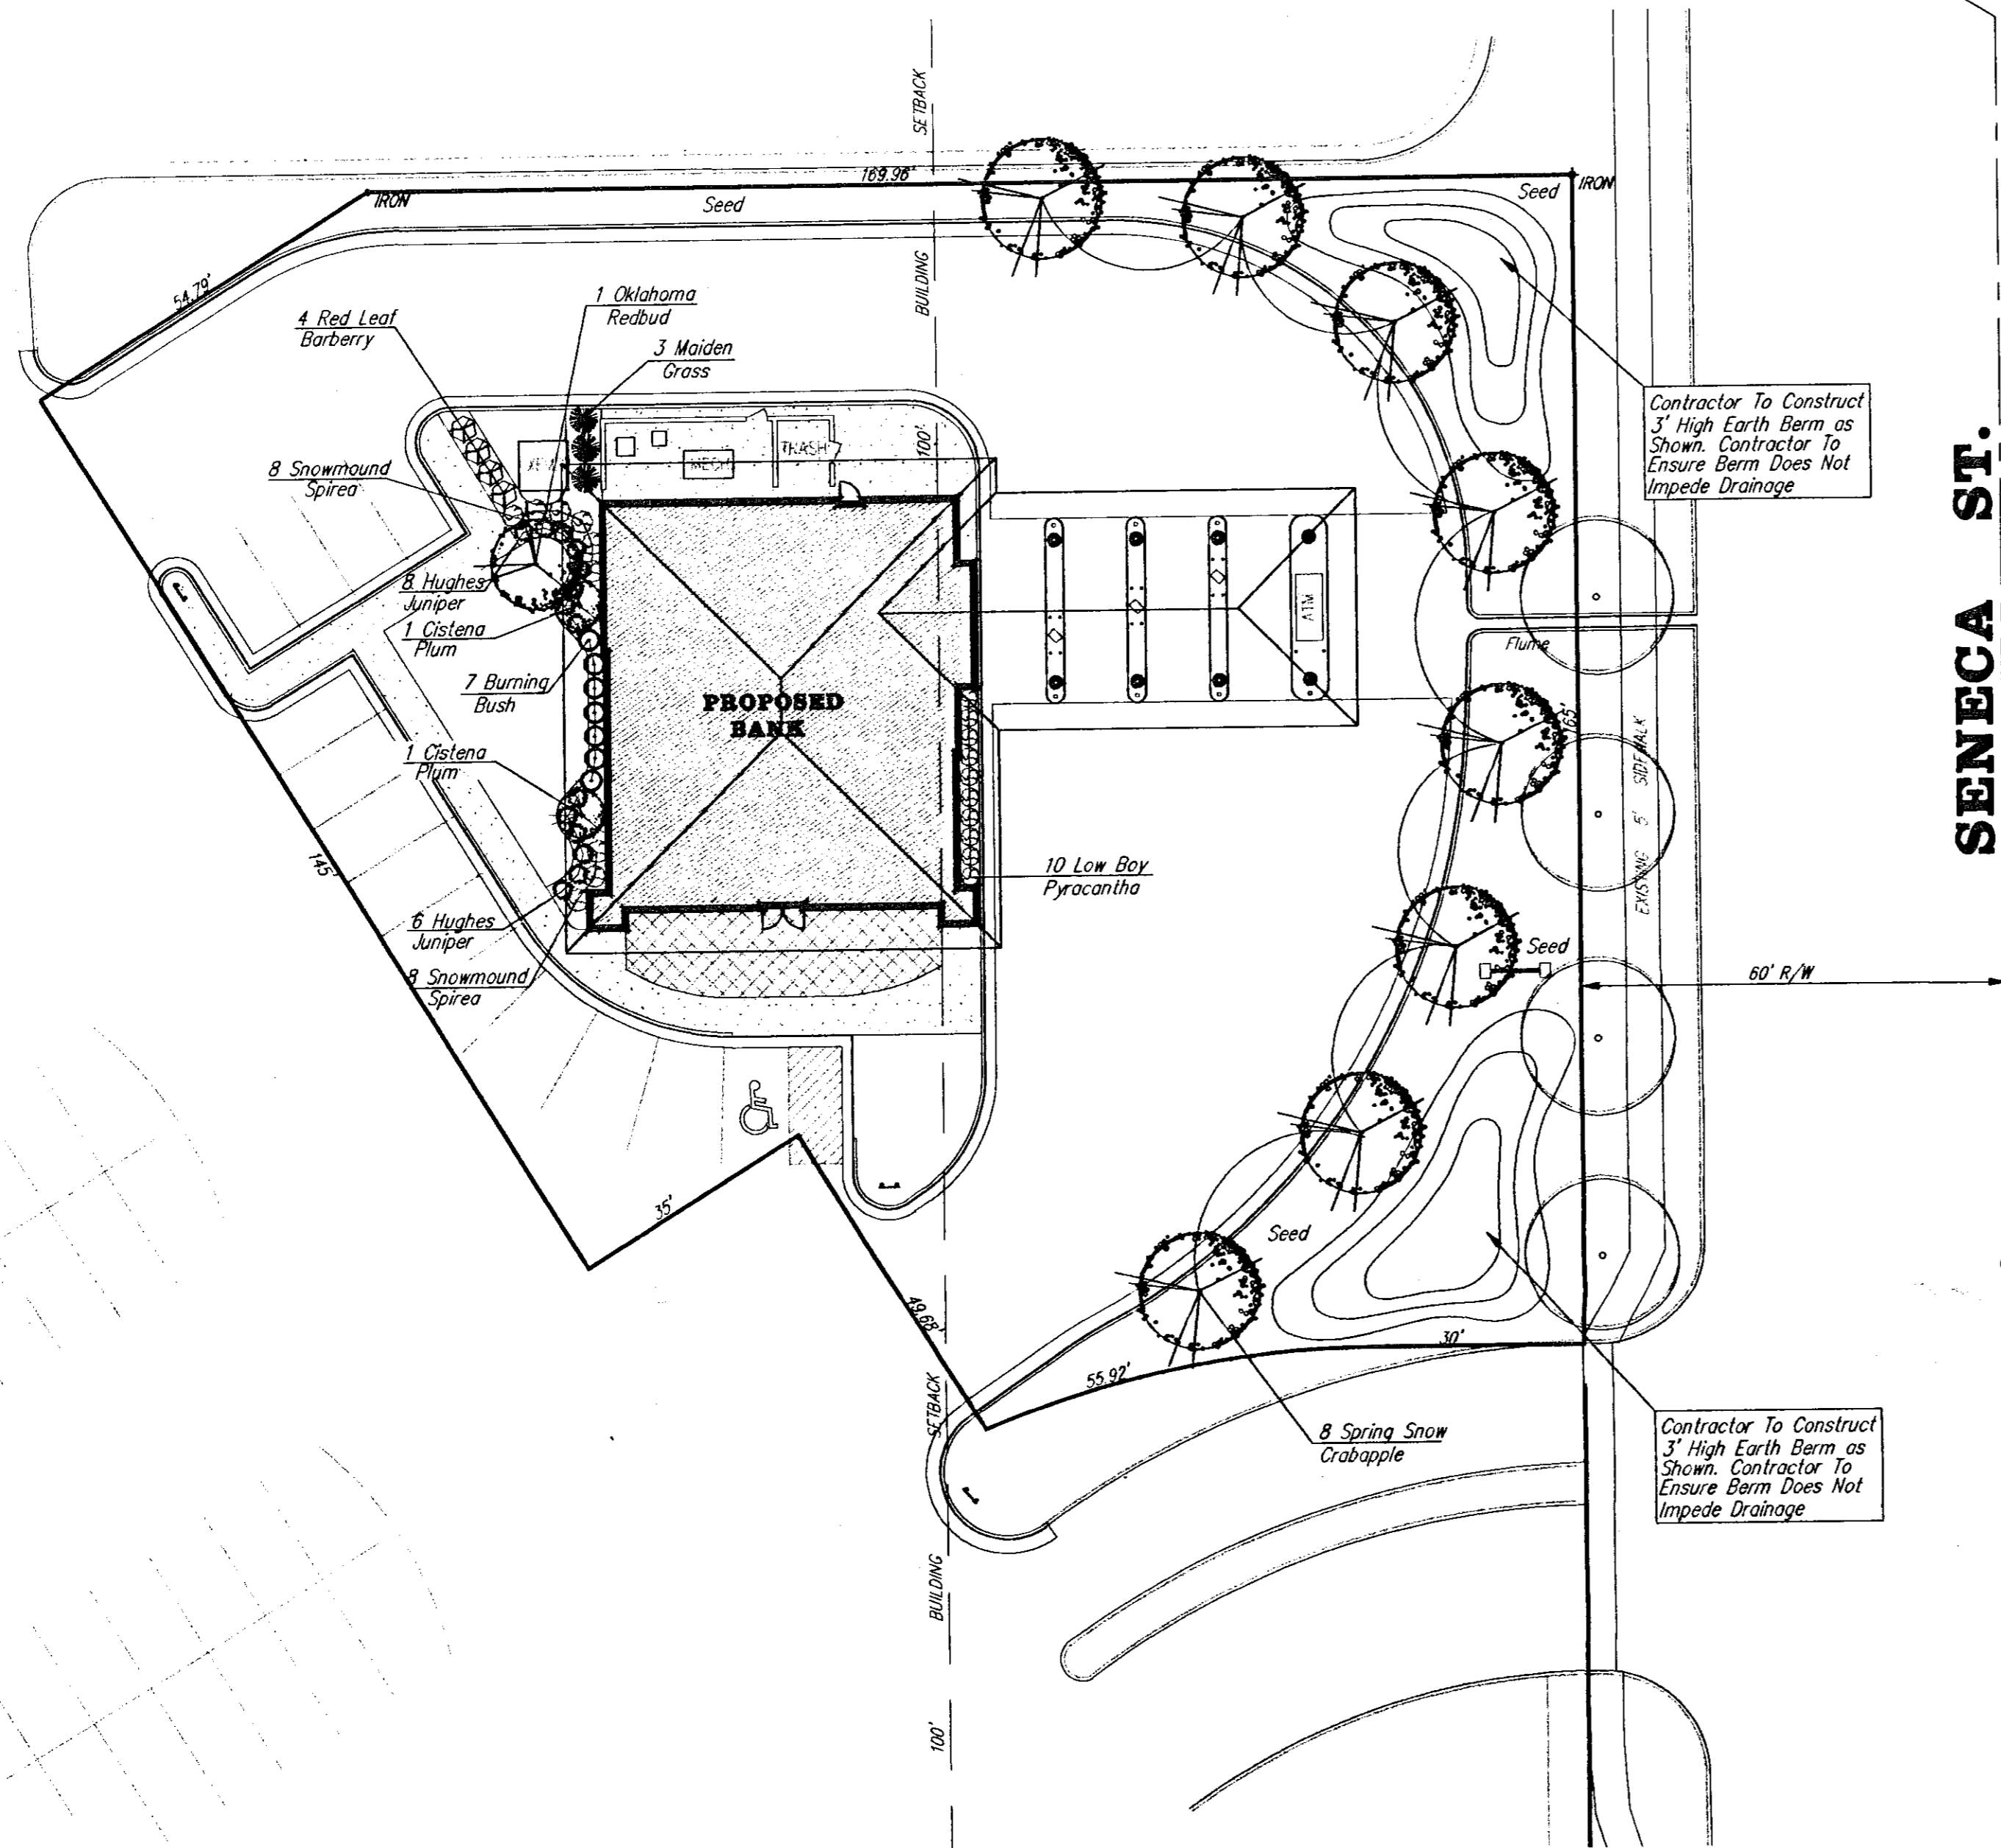 SETBACK
169.96'
IRON
Seed
Seed
IRON
54.79'
BUILDING
1 Oklahoma
Redbud
4 Red Leaf
Barberry
3 Maiden
Grass
Contractor To Construct
3' High Earth Berm as
Shown. Contractor To
Ensure Berm Does Not
Impede Drainage
100'
TRASH
MECH
8 Snowmound
Spirea
8 Hughes
Juniper
1 Cistena
Plum
ATM
Flume
7 Burning
Bush
PROPOSED
BANK
1 Cistena
Plum
SENECA ST.
EXISTING 5' SIDEWALK
145'
10 Low Boy
Pyracantha
6 Hughes
Juniper
8 Snowmound
Spirea
Seed
60' R/W
35'
Seed
49.68'
30'
55.92'
SETBACK
8 Spring Snow
Crabapple
Contractor To Construct
3' High Earth Berm as
Shown. Contractor To
Ensure Berm Does Not
Impede Drainage
BUILDING
100'